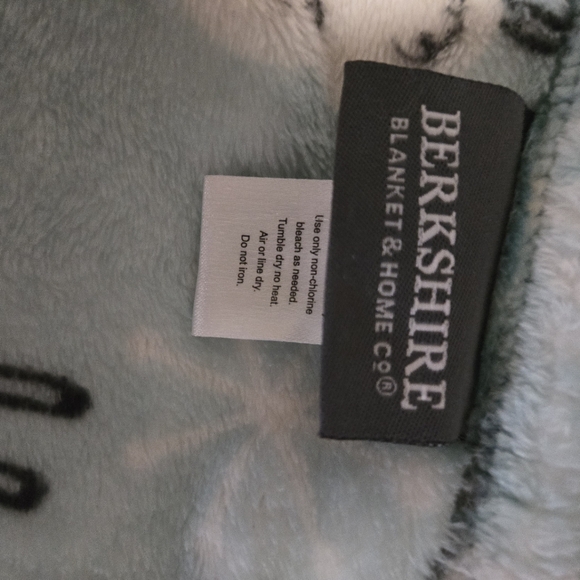 BERKSHIRE
BLANKET & HOME Co®
Use only non-chlorine
bleach as needed.
Tumble dry no heat.
Air or line dry.
Do not iron.